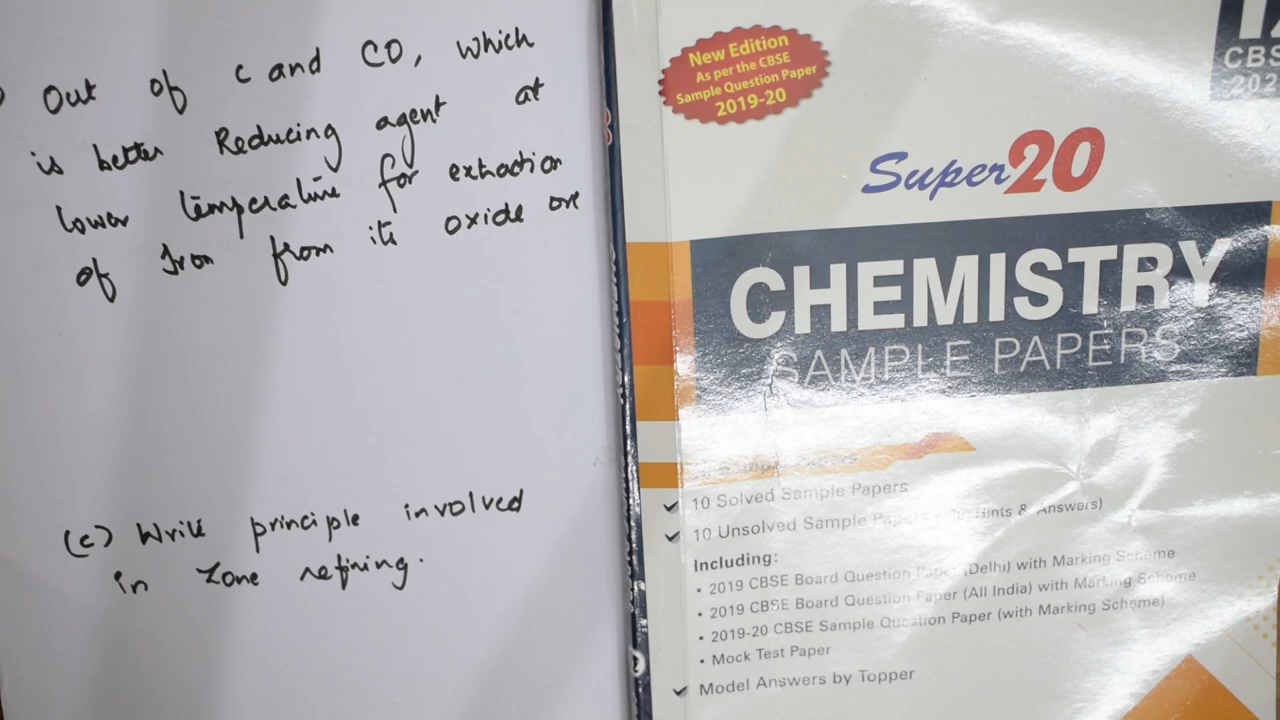 Out of C and CO, which
is better Reducing agent at
lower temperature for extraction
of Iron from its oxide ore
(c) Write principle involved
in zone refining.
New Edition
As per the CBSE
Sample Question Paper
2019-20
12
CBS
202
Super20
CHEMISTRY
SAMPLE PAPERS
10 Solved Sample Papers
10 Unsolved Sample Papers (with Hints & Answers)
Including:
• 2019 CBSE Board Question Paper (Delhi) with Marking Scheme
• 2019 CBSE Board Question Paper (All India) with Marking Scheme
• 2019-20 CBSE Sample Question Paper (with Marking Scheme)
• Mock Test Paper
Model Answers by Topper